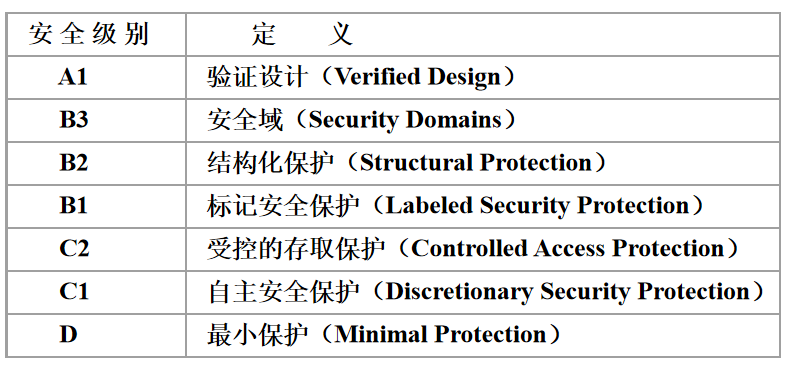 安全级别 定义
A1 验证设计（Verified Design）
B3 安全域（Security Domains）
B2 结构化保护（Structural Protection）
B1 标记安全保护（Labeled Security Protection）
C2 受控的存取保护（Controlled Access Protection）
C1 自主安全保护（Discretionary Security Protection）
D 最小保护（Minimal Protection）